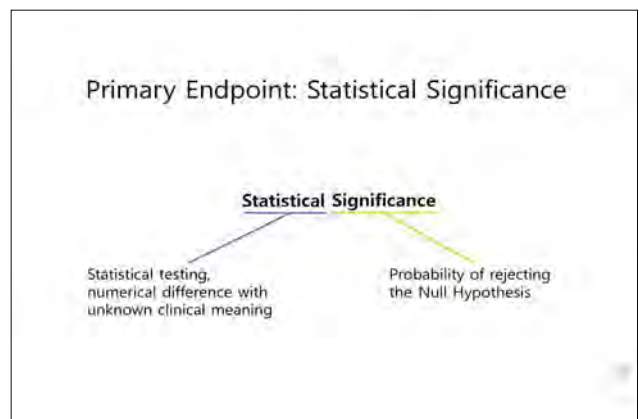 Primary Endpoint: Statistical Significance
Statistical Significance
Statistical testing,
numerical difference with
unknown clinical meaning
Probability of rejecting
the Null Hypothesis